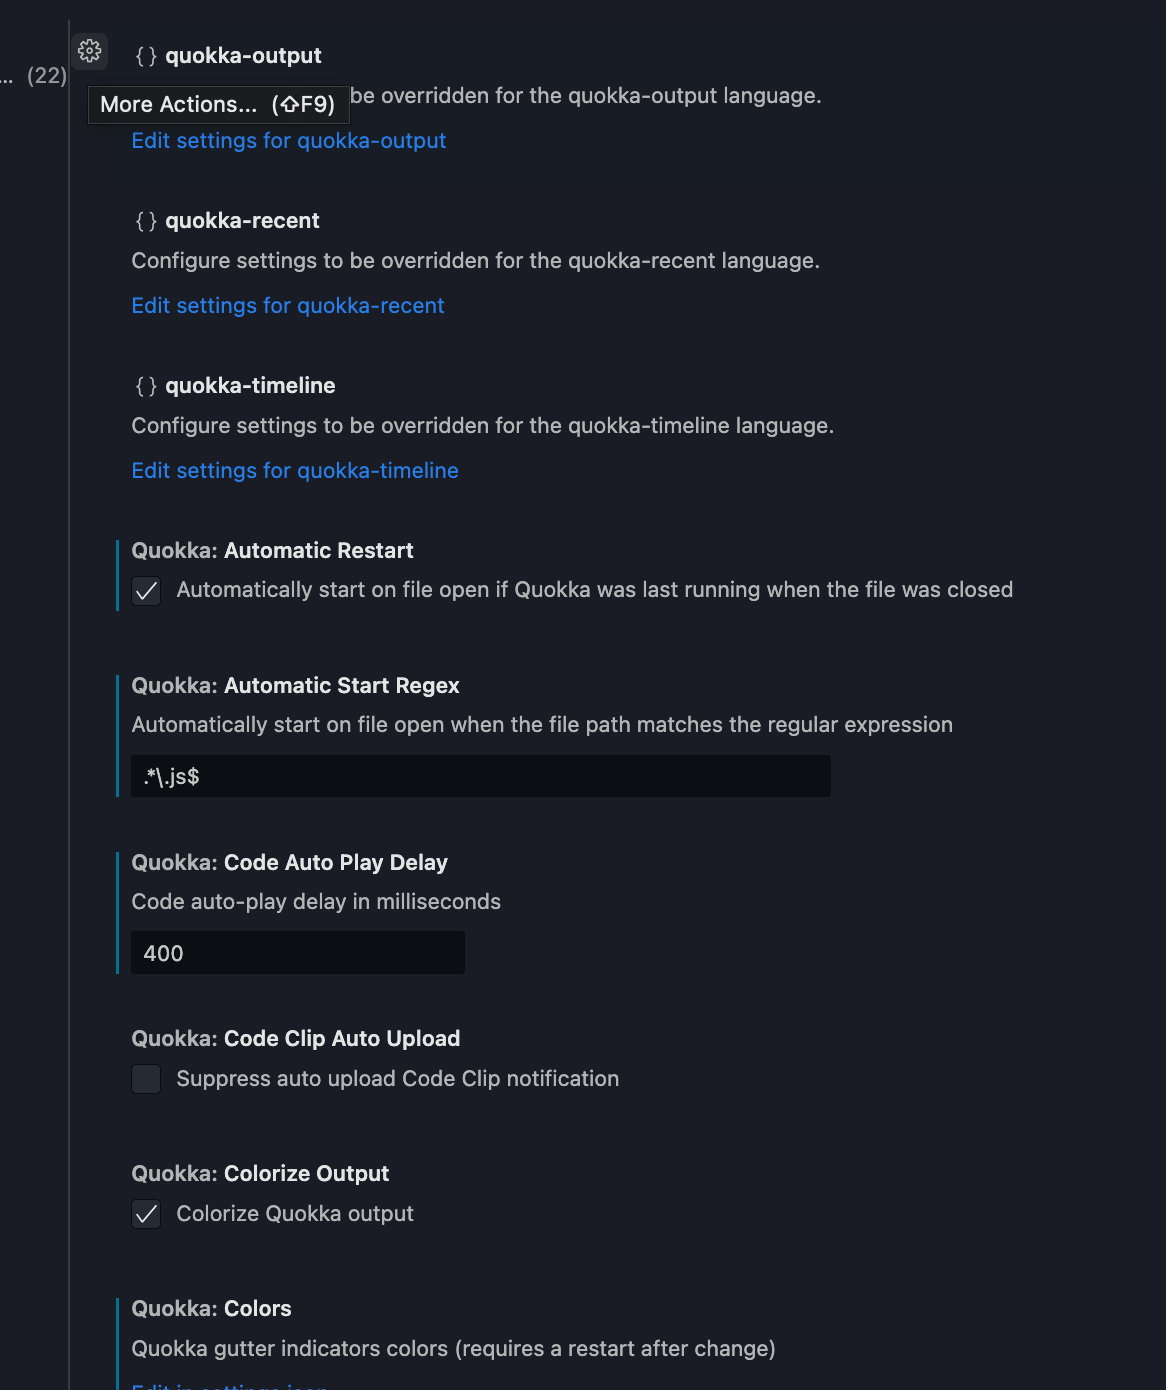 {} quokka-output
... (22)
More Actions... (⇧F9) be overridden for the quokka-output language.
Edit settings for quokka-output
{} quokka-recent
Configure settings to be overridden for the quokka-recent language.
Edit settings for quokka-recent
{} quokka-timeline
Configure settings to be overridden for the quokka-timeline language.
Edit settings for quokka-timeline
Quokka: Automatic Restart
Automatically start on file open if Quokka was last running when the file was closed
Quokka: Automatic Start Regex
Automatically start on file open when the file path matches the regular expression
.*\.js$
Quokka: Code Auto Play Delay
Code auto-play delay in milliseconds
400
Quokka: Code Clip Auto Upload
Suppress auto upload Code Clip notification
Quokka: Colorize Output
Colorize Quokka output
Quokka: Colors
Quokka gutter indicators colors (requires a restart after change)
Edit in settings.json